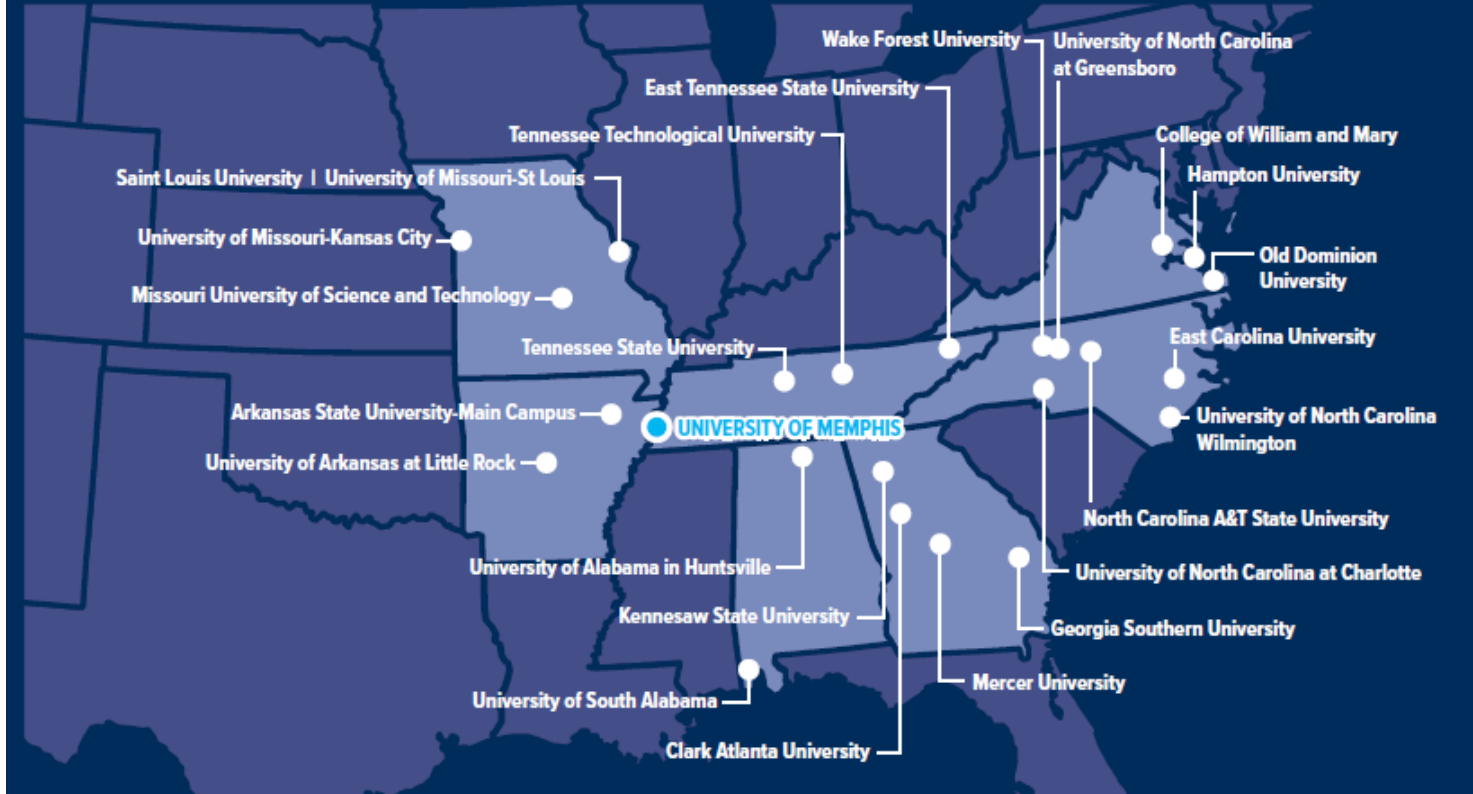 Wake Forest University
University of North Carolina
at Greensboro
East Tennessee State University
Tennessee Technological University
College of William and Mary
Saint Louis University | University of Missouri-St Louis
Hampton University
University of Missouri-Kansas City
Old Dominion
University
Missouri University of Science and Technology
Tennessee State University
East Carolina University
Arkansas State University-Main Campus
UNIVERSITY OF MEMPHIS
University of North Carolina
Wilmington
University of Arkansas at Little Rock
North Carolina A&T State University
University of Alabama in Huntsville
University of North Carolina at Charlotte
Kennesaw State University
Georgia Southern University
Mercer University
University of South Alabama
Clark Atlanta University